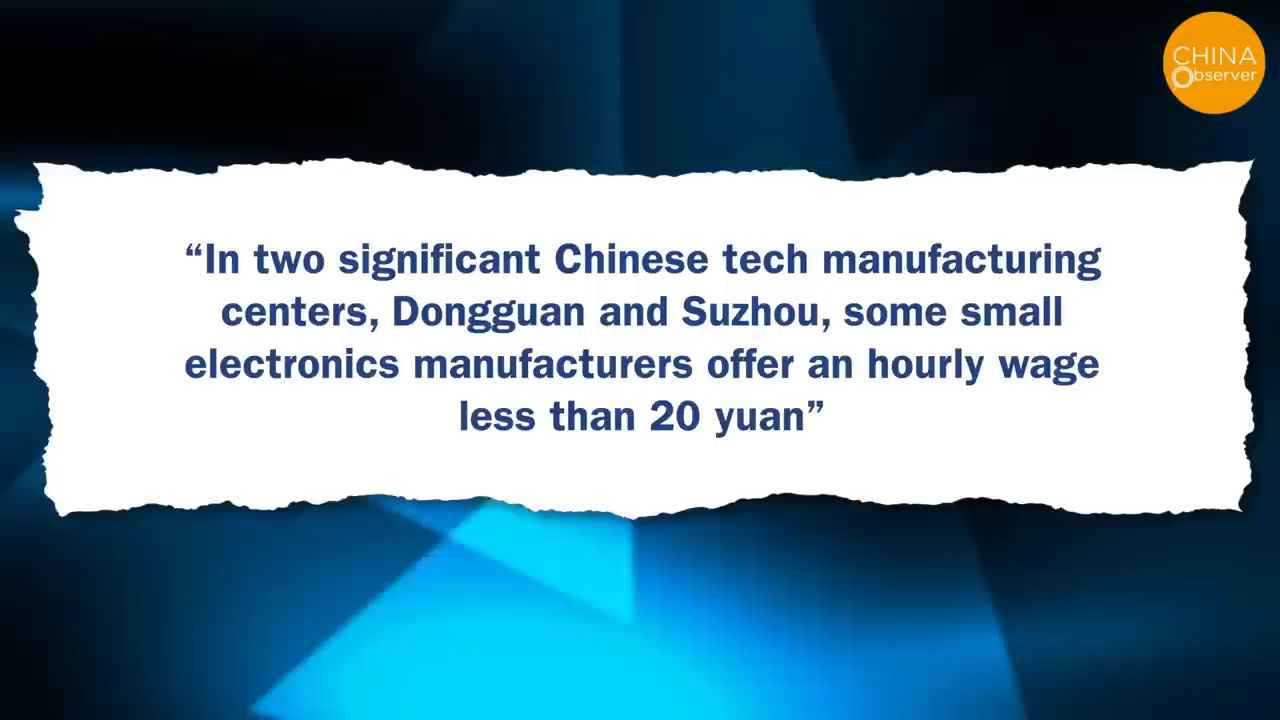 CHINA
Observer
“In two significant Chinese tech manufacturing
centers, Dongguan and Suzhou, some small
electronics manufacturers offer an hourly wage
less than 20 yuan”